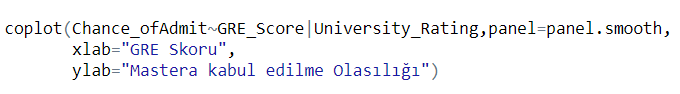 coplot(Chance_ofAdmit~GRE_Score|University_Rating,panel=panel.smooth,
xlab="GRE Skoru",
ylab="Mastera kabul edilme Olasılığı")